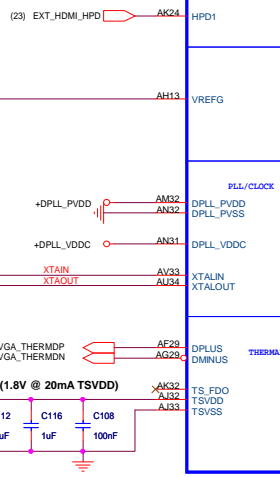 (23) EXT_HDMI_HPD AK24 HPD1
AH13 VREFG
PLL/CLOCK
+DPLL_PVDD AM32 DPLL_PVDD
AN32 DPLL_PVSS
+DPLL_VDDC AN31 DPLL_VDDC
XTAIN AV33 XTALIN
XTAOUT AU34 XTALOUT
VGA_THERMDP AF29 DPLUS
VGA_THERMDN AG29 DMINUS
THERMA
(1.8V @ 20mA TSVDD) AK32 TS_FDO
AJ32 TSVDD
AJ33 TSVSS
12 C116 C108
uF 1uF 100nF